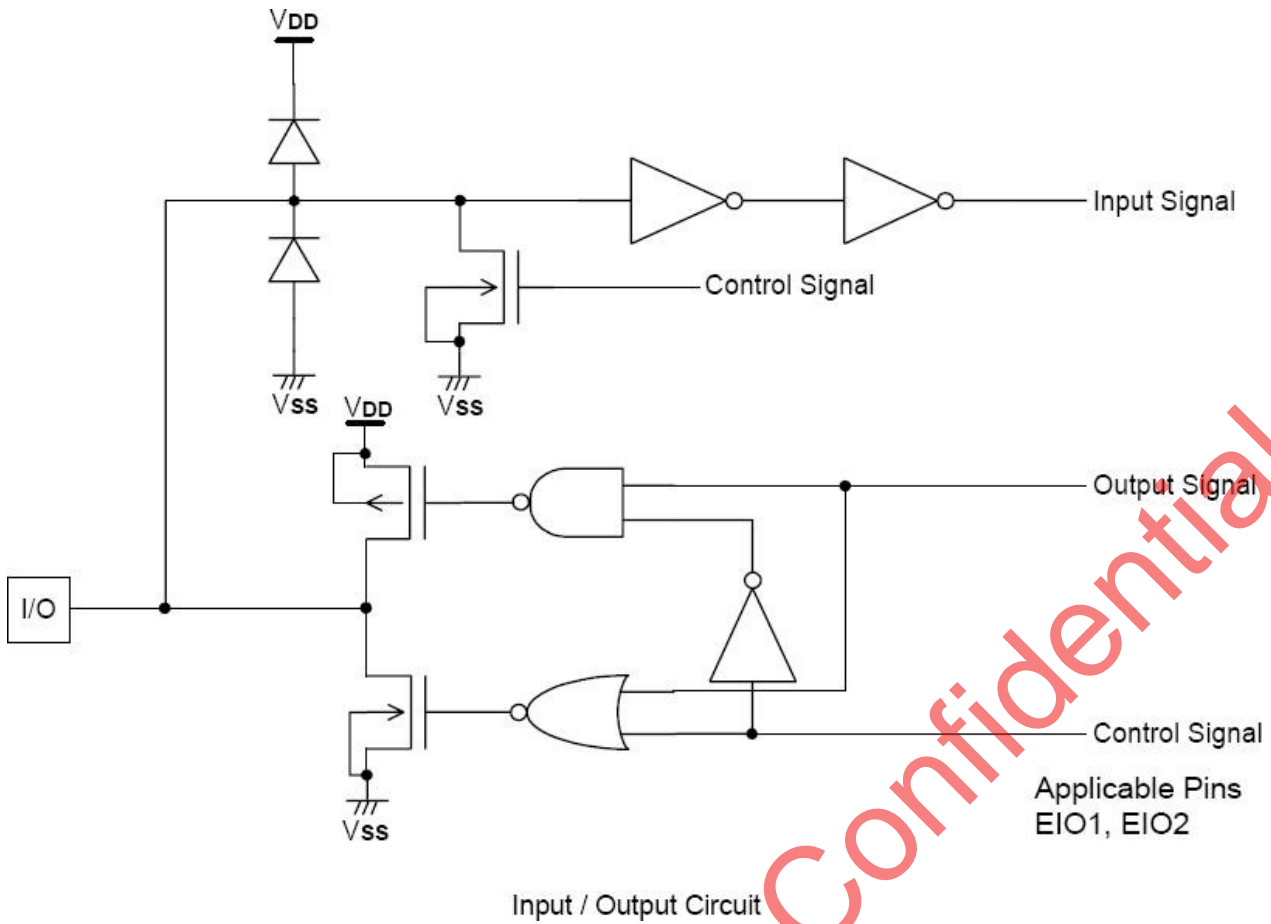 VDD
Input Signal
Control Signal
VSS
VSS
VDD
Output Signal
I/O
Control Signal
VSS
Applicable Pins
EIO1, EIO2
Input / Output Circuit
Confidential